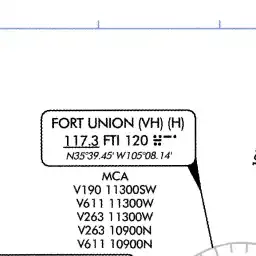 FORT UNION (VH) (H)
117.3 FTI 120
N35°39.45' W105°08.14'
MCA
V190 11300SW
V611 11300W
V263 11300W
V263 10900N
V611 10900N